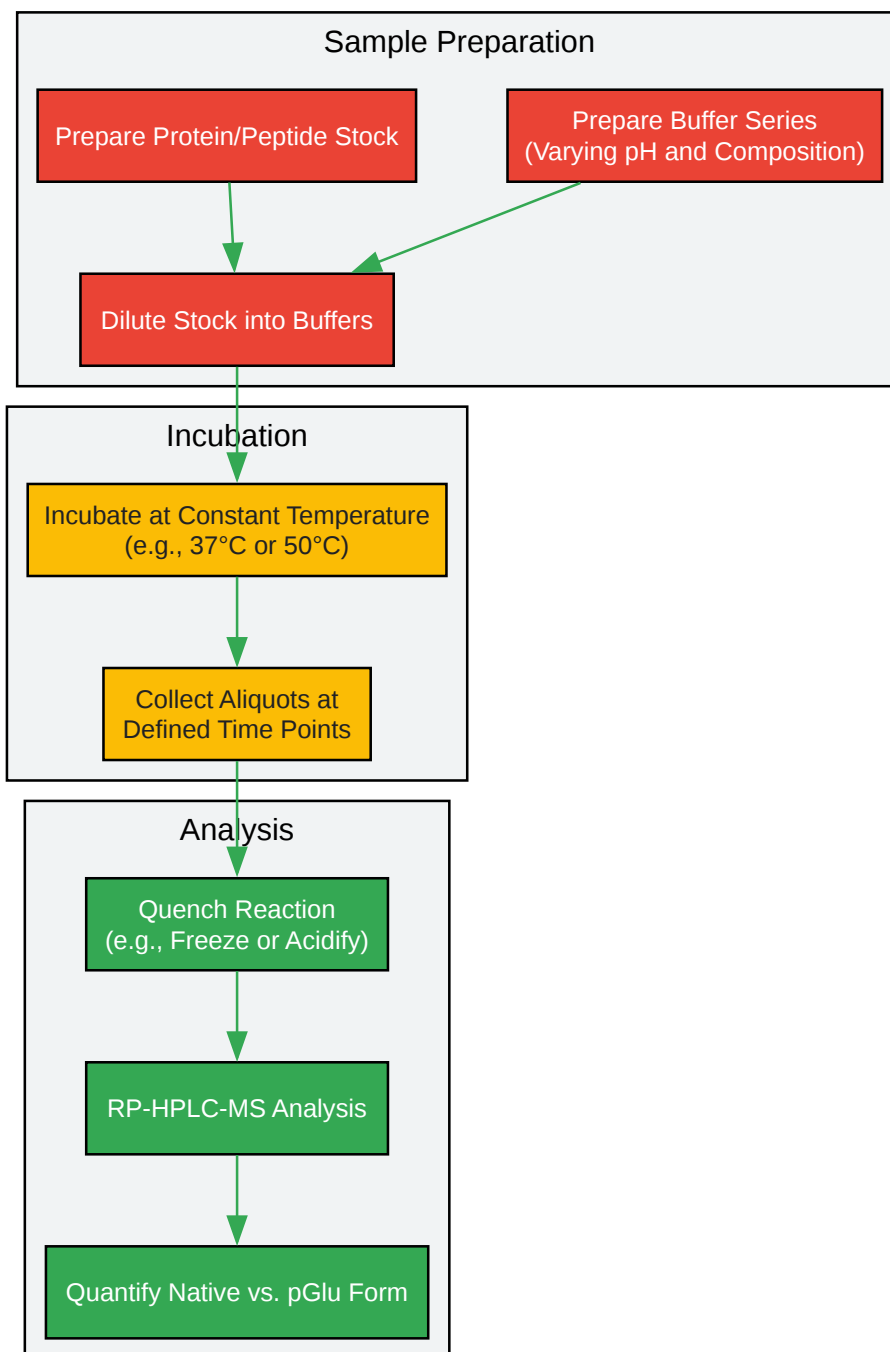 Sample Preparation
Prepare Protein/Peptide Stock
Prepare Buffer Series
(Varying pH and Composition)
Dilute Stock into Buffers
Incubation
Incubate at Constant Temperature
(e.g., 37°C or 50°C)
Collect Aliquots at
Defined Time Points
Analysis
Quench Reaction
(e.g., Freeze or Acidify)
RP-HPLC-MS Analysis
Quantify Native vs. pGlu Form